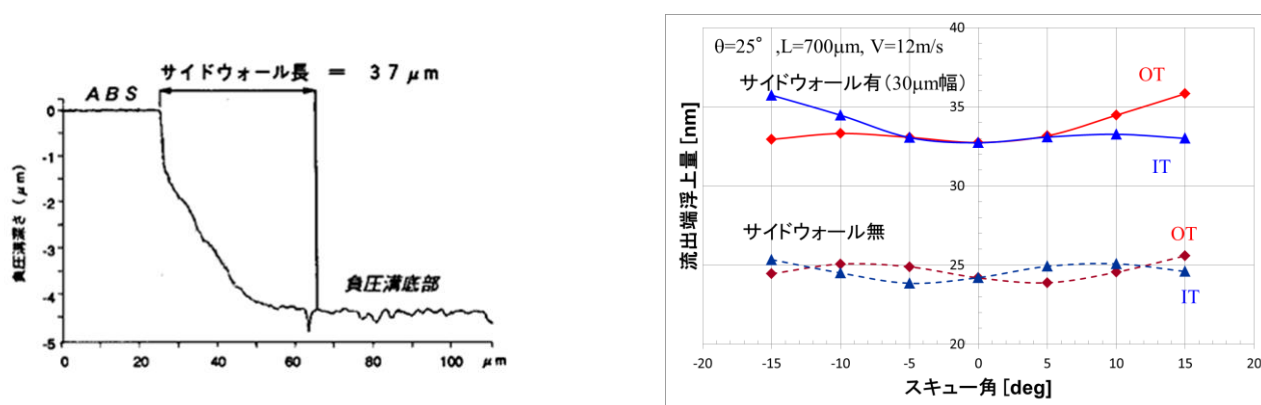 サイドウォール長 ＝ 37μm
ABS
0
-1
-2
-3
-4
-5
負圧溝深さ (μm)
負圧溝底部
0
20
40
60
80
100
μm
θ=25° ,L=700μm, V=12m/s
サイドウォール有（30μm幅）
OT
IT
サイドウォール無
OT
IT
流出端浮上量 [nm]
40
35
30
25
20
-20
-15
-10
-5
0
5
10
15
20
スキュー角 [deg]